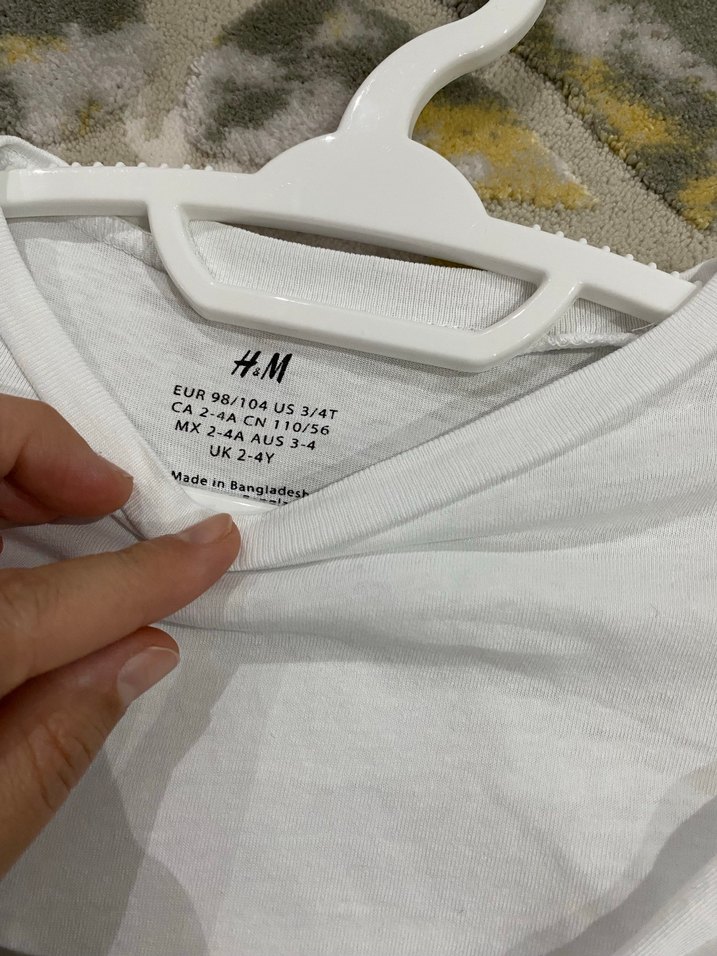 H&M
EUR 98/104 US 3/4T
CA 2-4A CN 110/56
MX 2-4A AUS 3-4
UK 2-4Y
Made in Bangladesh